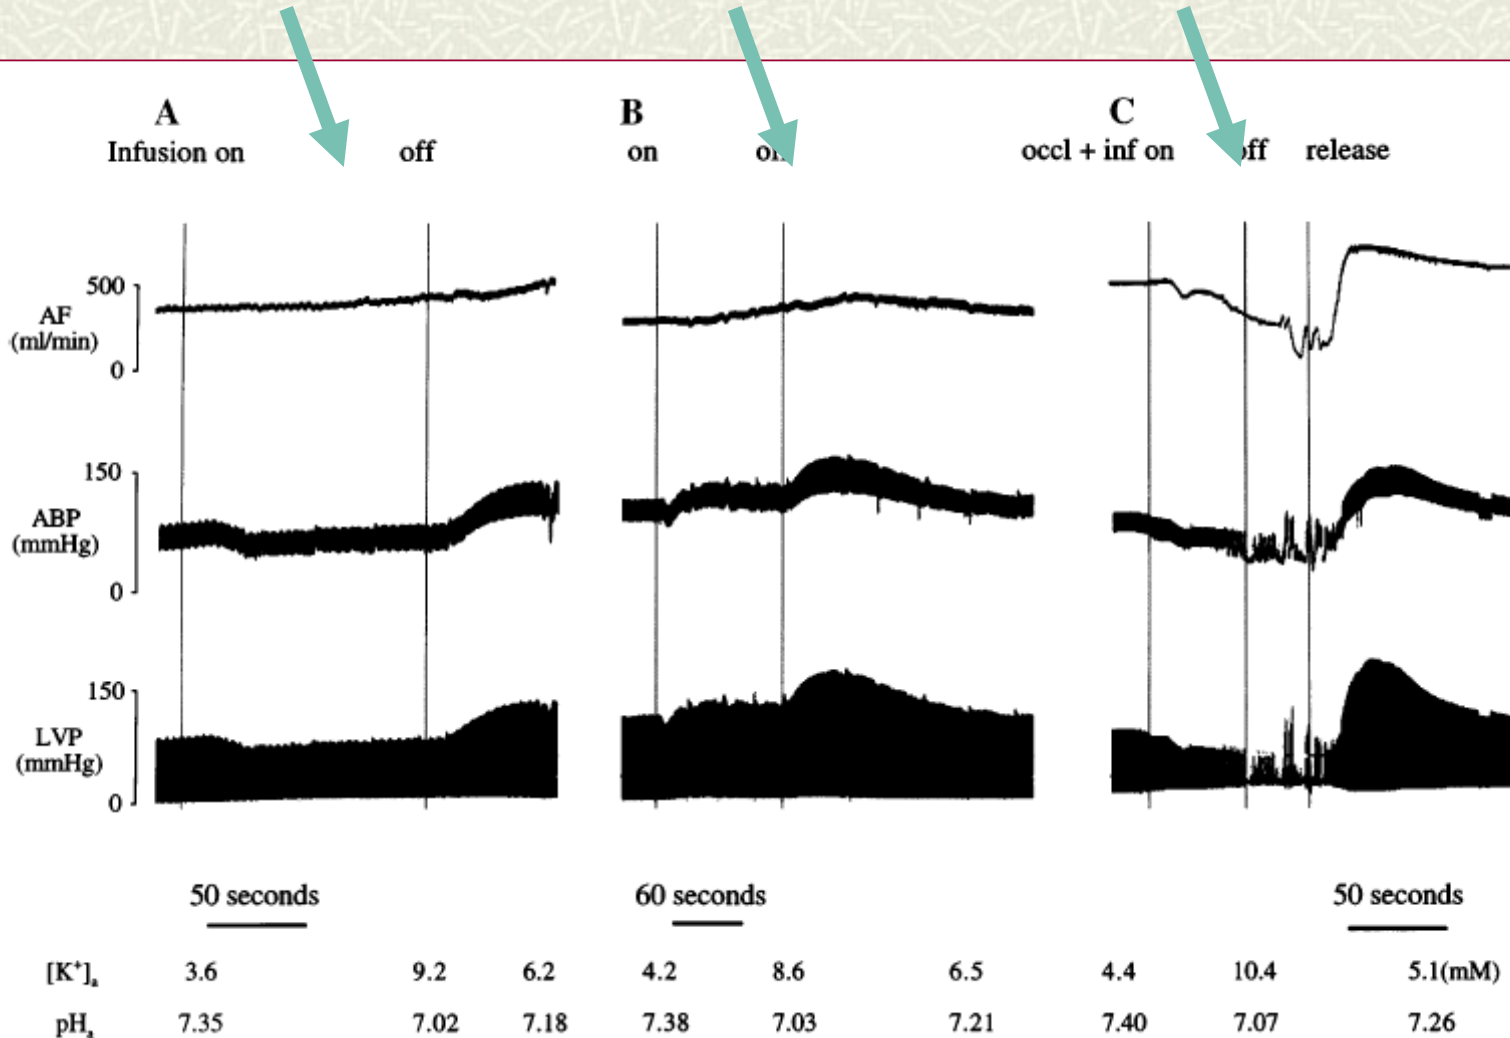 A B C
Infusion on off on occl + inf on release
500
AF
(ml/min)
0
150
ABP
(mmHg)
0
150
LVP
(mmHg)
0
50 seconds 60 seconds 50 seconds
[K⁺]ₐ 3.6 9.2 6.2 4.2 8.6 6.5 4.4 10.4 5.1(mM)
pHₐ 7.35 7.02 7.18 7.38 7.03 7.21 7.40 7.07 7.26